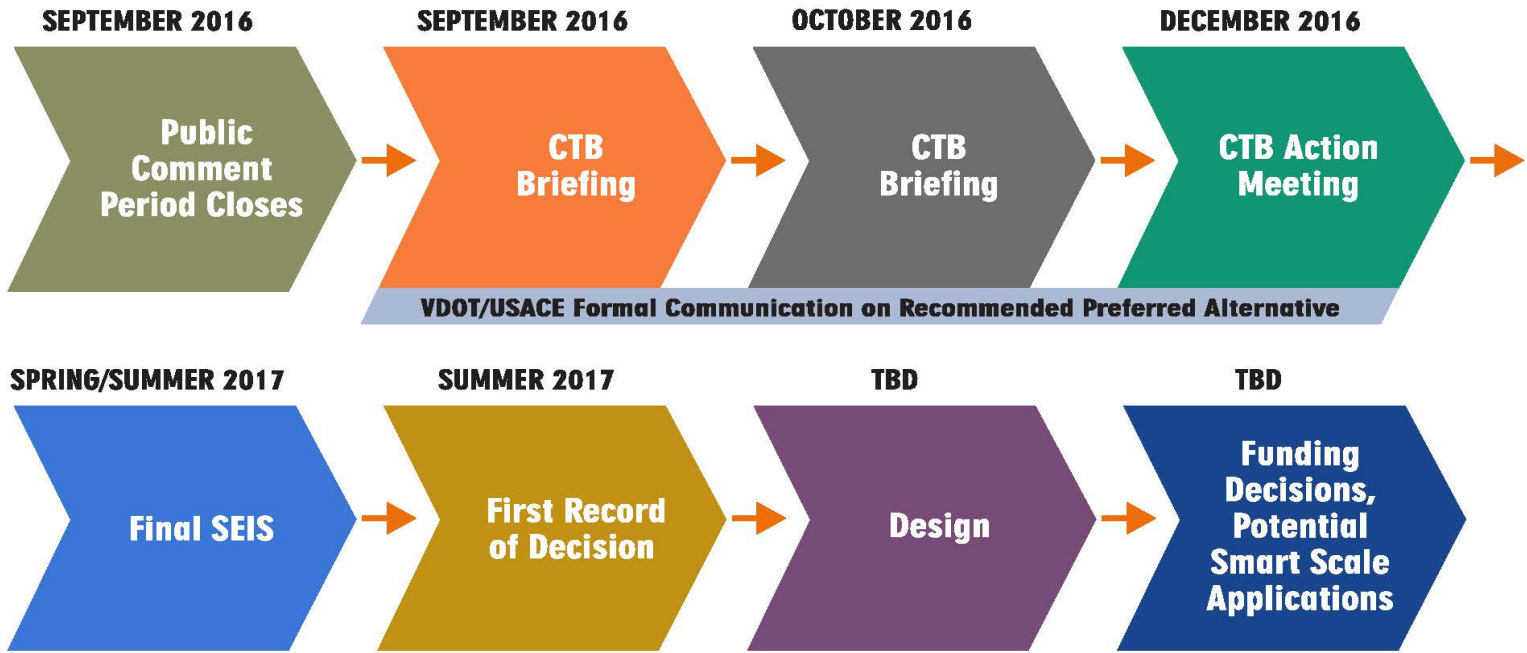 SEPTEMBER 2016
Public
Comment
Period Closes
SEPTEMBER 2016
CTB
Briefing
OCTOBER 2016
CTB
Briefing
DECEMBER 2016
CTB Action
Meeting
VDOT/USACE Formal Communication on Recommended Preferred Alternative
SPRING/SUMMER 2017
Final SEIS
SUMMER 2017
First Record
of Decision
TBD
Design
TBD
Funding
Decisions,
Potential
Smart Scale
Applications